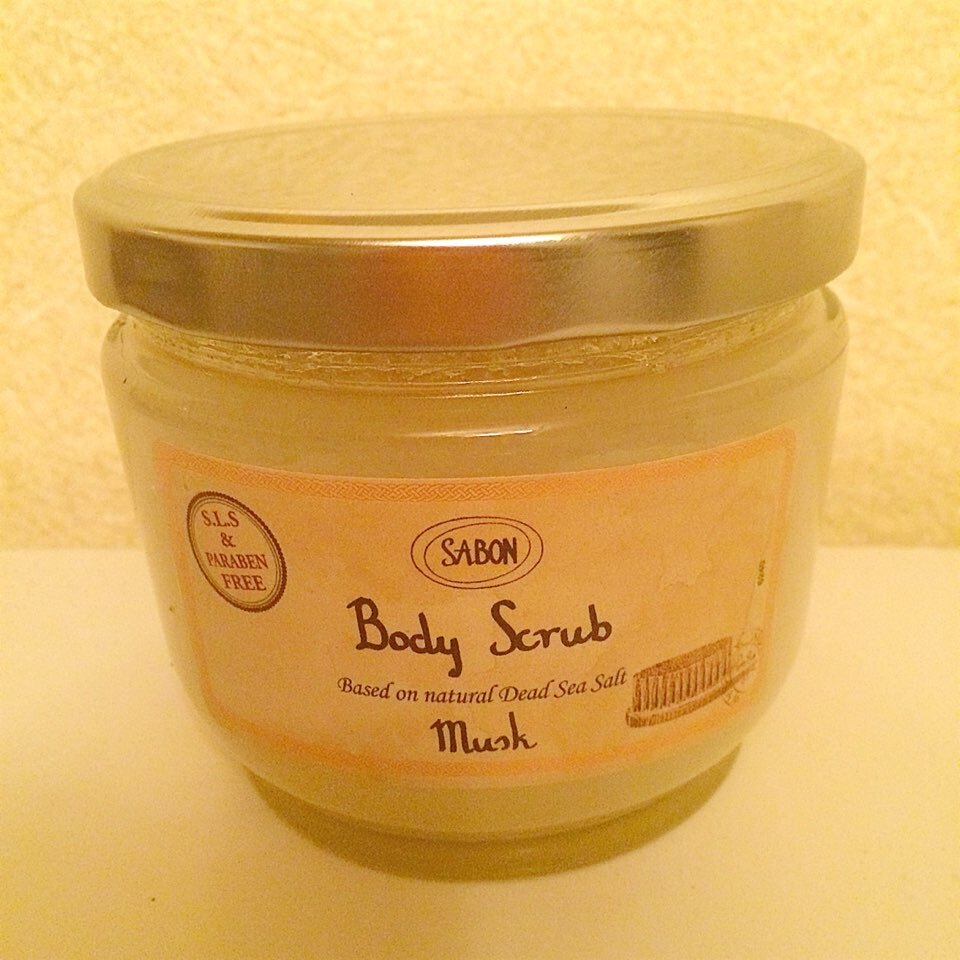 S.L.S
&
PARABEN
FREE
SABON
Body Scrub
Based on natural Dead Sea Salt
Musk